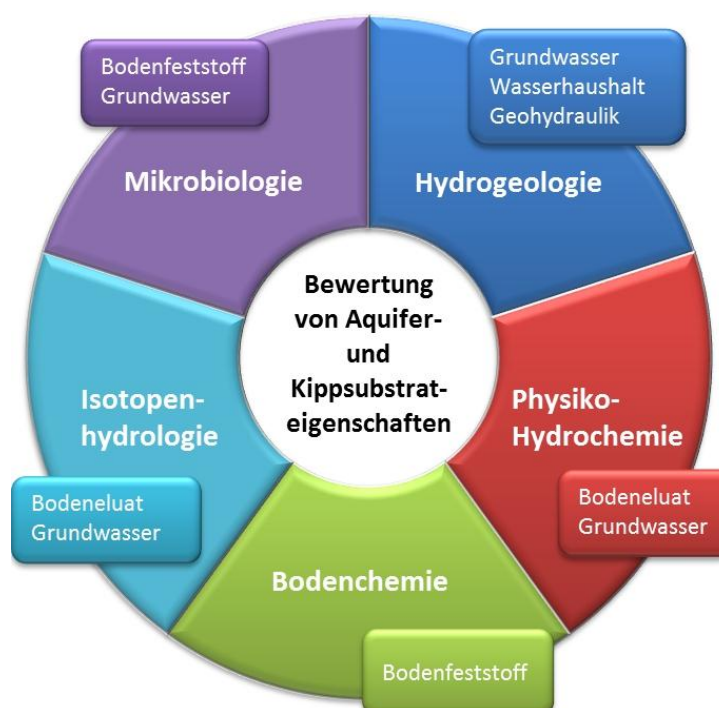 Bodenfeststoff
Grundwasser
Mikrobiologie
Grundwasser
Wasserhaushalt
Geohydraulik
Hydrogeologie
Bewertung
von Aquifer-
und
Kippsubstrat-
eigenschaften
Isotopen-
hydrologie
Bodeneluat
Grundwasser
Physiko-
Hydrochemie
Bodeneluat
Grundwasser
Bodenchemie
Bodenfeststoff